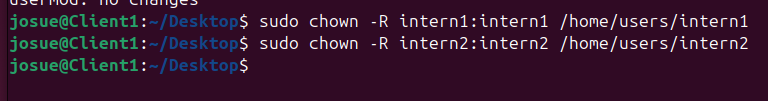 usermod: no changes
josue@Client1:~/Desktop$ sudo chown -R intern1:intern1 /home/users/intern1
josue@Client1:~/Desktop$ sudo chown -R intern2:intern2 /home/users/intern2
josue@Client1:~/Desktop$